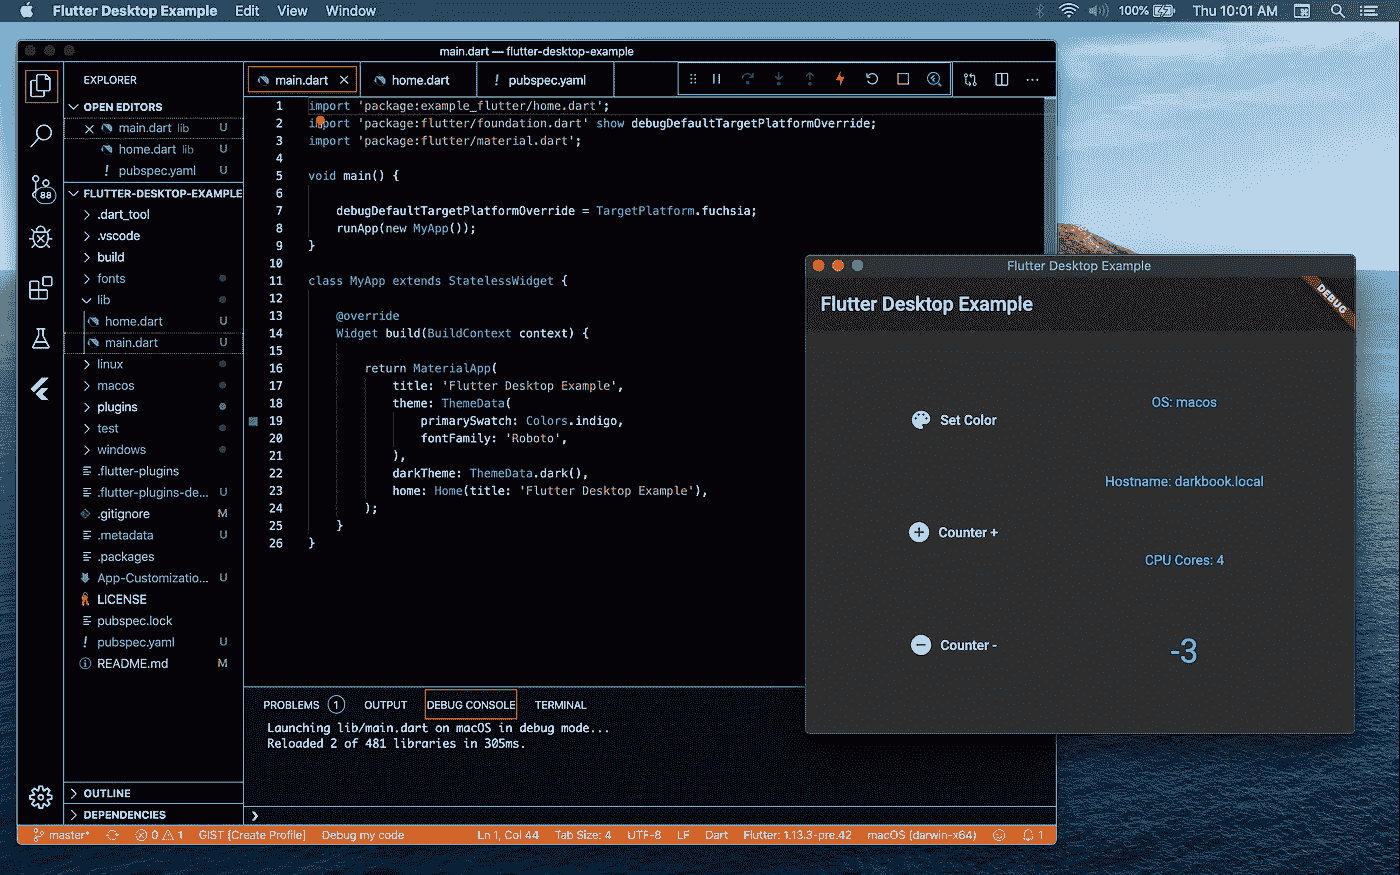 Flutter Desktop Example Edit View Window 100% Thu 10:01 AM
main.dart — flutter-desktop-example
EXPLORER
OPEN EDITORS
main.dart lib U
home.dart lib U
! pubspec.yaml U
FLUTTER-DESKTOP-EXAMPLE
.dart_tool
.vscode
build
fonts
lib
home.dart U
main.dart U
linux
macos
plugins
test
windows
.flutter-plugins
.flutter-plugins-de... U
.gitignore M
.metadata U
.packages
App-Customizatio... U
LICENSE
pubspec.lock
! pubspec.yaml U
README.md M
OUTLINE
DEPENDENCIES
88
main.dart home.dart ! pubspec.yaml
1 import 'package:example_flutter/home.dart';
2 import 'package:flutter/foundation.dart' show debugDefaultTargetPlatformOverride;
3 import 'package:flutter/material.dart';
4
5 void main() {
6
7 debugDefaultTargetPlatformOverride = TargetPlatform.fuchsia;
8 runApp(new MyApp());
9 }
10
11 class MyApp extends StatelessWidget {
12
13 @override
14 Widget build(BuildContext context) {
15
16 return MaterialApp(
17 title: 'Flutter Desktop Example',
18 theme: ThemeData(
19 primarySwatch: Colors.indigo,
20 fontFamily: 'Roboto',
21 ),
22 darkTheme: ThemeData.dark(),
23 home: Home(title: 'Flutter Desktop Example'),
24 );
25 }
26 }
PROBLEMS 1 OUTPUT DEBUG CONSOLE TERMINAL
Launching lib/main.dart on macOS in debug mode...
Reloaded 2 of 481 libraries in 305ms.
master* 0 1 GIST [Create Profile] Debug my code Ln 1, Col 44 Tab Size: 4 UTF-8 LF Dart Flutter: 1.13.3-pre.42 macOS (darwin-x64) 1
Flutter Desktop Example
Flutter Desktop Example
DEBUG
Set Color
OS: macos
Hostname: darkbook.local
Counter +
CPU Cores: 4
Counter -
-3